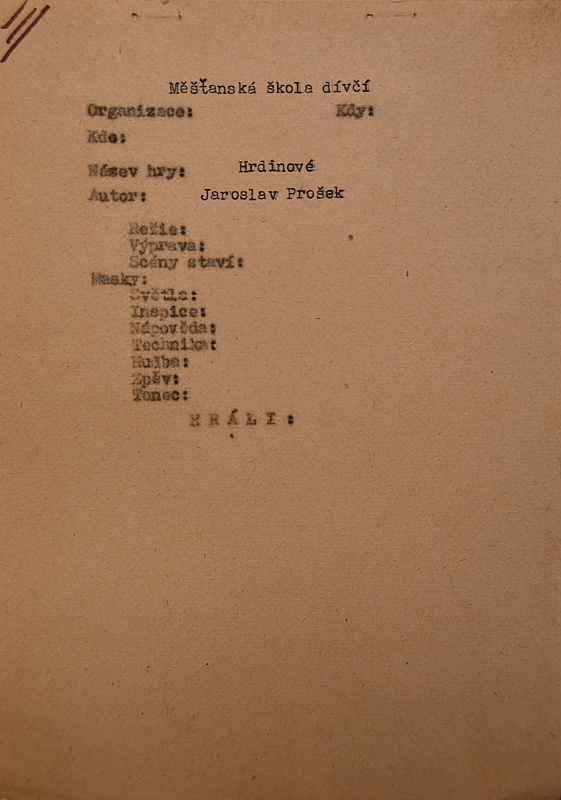 Měšťanská škola dívčí
Organizace: Kdy:
Kde:
Název hry: Hrdinové
Autor: Jaroslav Prošek
Režie:
Výprava:
Scény staví:
Masky:
Světla:
Inspice:
Nápověda:
Technika:
Hudba:
Zpěv:
Tanec:
HRÁLI: